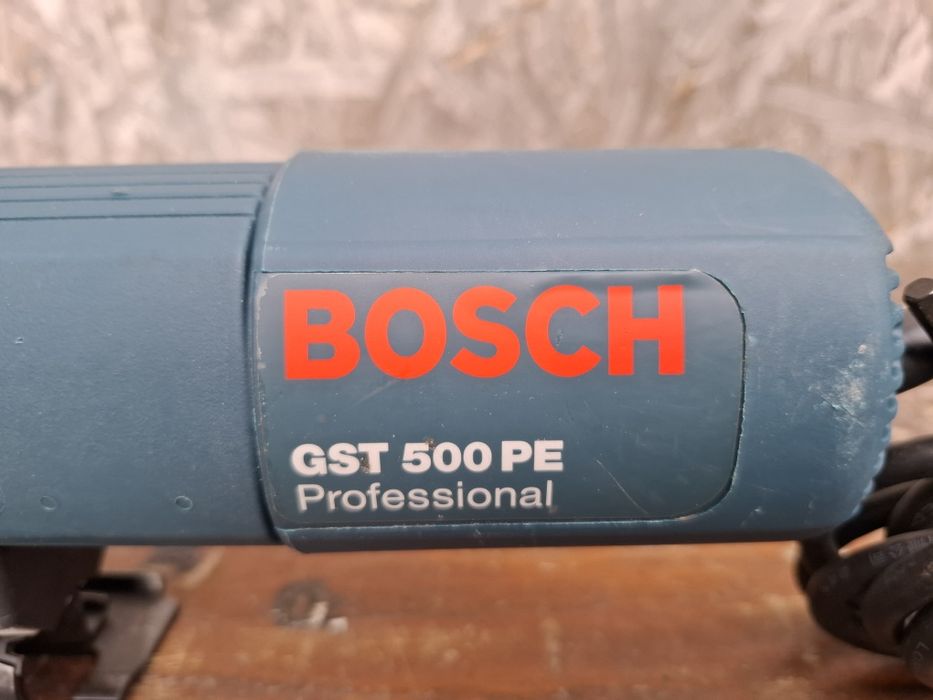 BOSCH
GST 500 PE
Professional